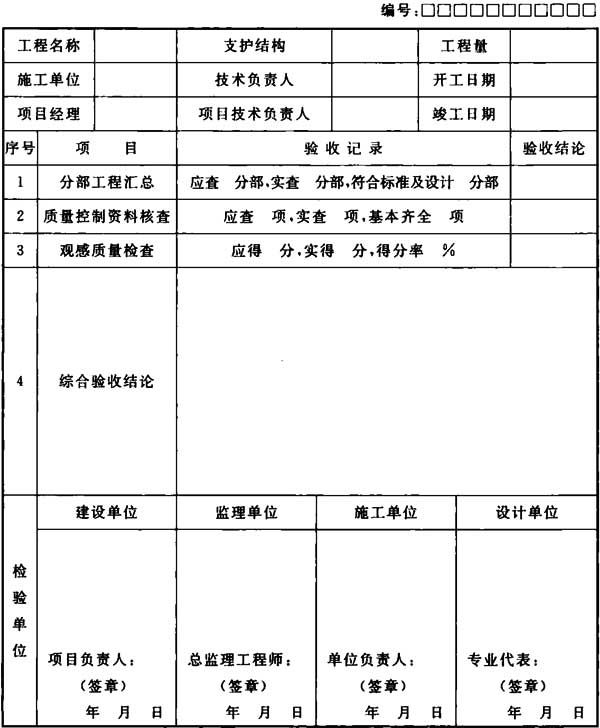 编号:□□□□□□□□□□□
工程名称 支护结构 工程量
施工单位 技术负责人 开工日期
项目经理 项目技术负责人 竣工日期
序号 项 目 验收记录 验收结论
1 分部工程汇总 应查 分部,实查 分部,符合标准及设计 分部
2 质量控制资料核查 应查 项,实查 项,基本齐全 项
3 观感质量检查 应得 分,实得 分,得分率 %
4 综合验收结论
检验单位
建设单位 监理单位 施工单位 设计单位
项目负责人: 总监理工程师: 单位负责人: 专业代表:
(签章) (签章) (签章) (签章)
年 月 日 年 月 日 年 月 日 年 月 日